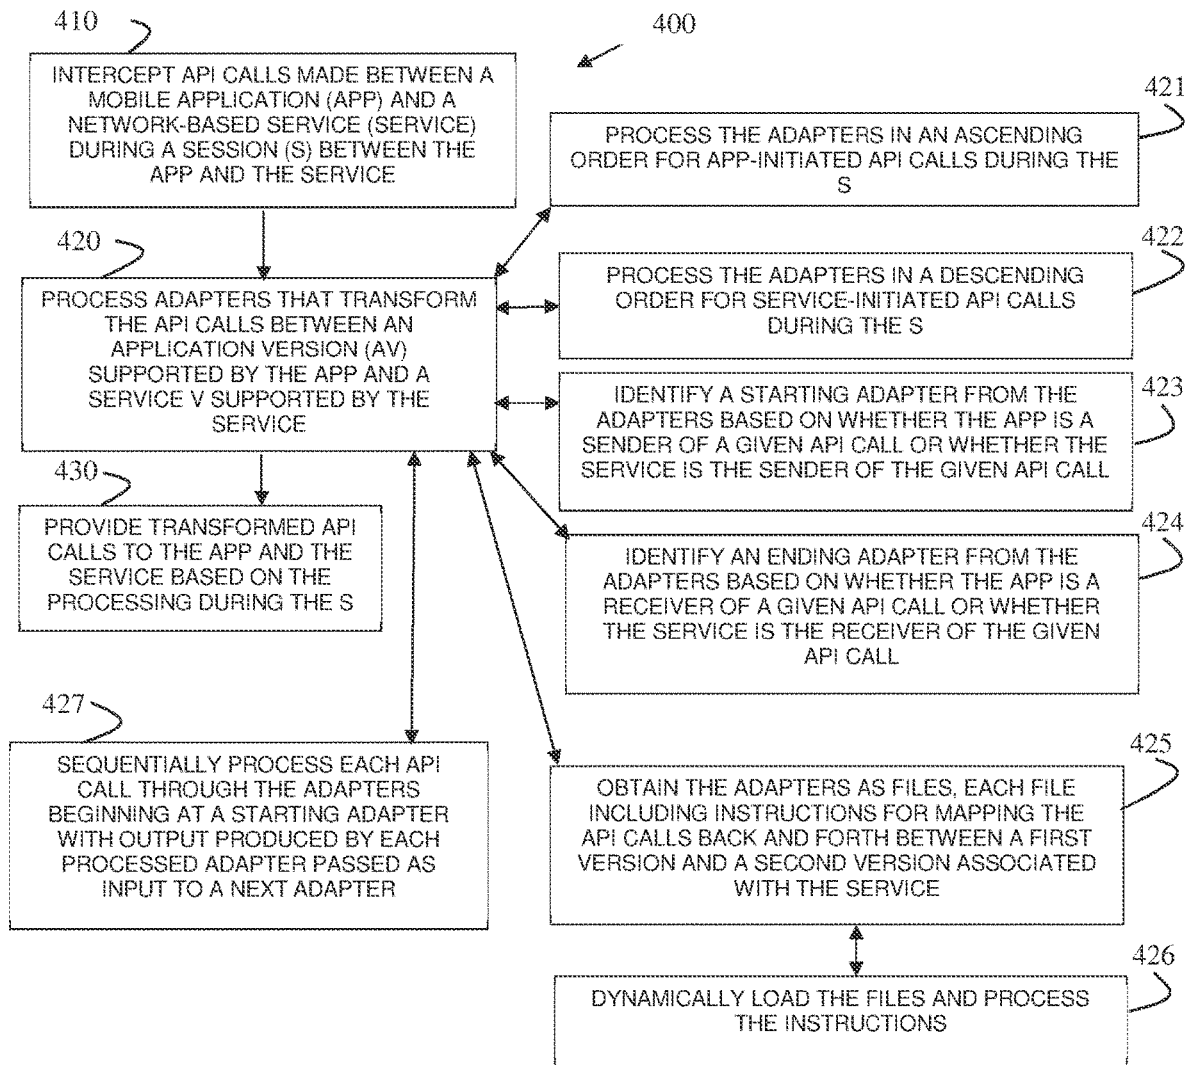 410
400
INTERCEPT API CALLS MADE BETWEEN A
MOBILE APPLICATION (APP) AND A
NETWORK-BASED SERVICE (SERVICE)
DURING A SESSION (S) BETWEEN THE
APP AND THE SERVICE
421
PROCESS THE ADAPTERS IN AN ASCENDING
ORDER FOR APP-INITIATED API CALLS DURING THE
S
420
PROCESS ADAPTERS THAT TRANSFORM
THE API CALLS BETWEEN AN
APPLICATION VERSION (AV)
SUPPORTED BY THE APP AND A
SERVICE V SUPPORTED BY THE
SERVICE
422
PROCESS THE ADAPTERS IN A DESCENDING
ORDER FOR SERVICE-INITIATED API CALLS
DURING THE S
423
IDENTIFY A STARTING ADAPTER FROM THE
ADAPTERS BASED ON WHETHER THE APP IS A
SENDER OF A GIVEN API CALL OR WHETHER THE
SERVICE IS THE SENDER OF THE GIVEN API CALL
430
PROVIDE TRANSFORMED API
CALLS TO THE APP AND THE
SERVICE BASED ON THE
PROCESSING DURING THE S
424
IDENTIFY AN ENDING ADAPTER FROM THE
ADAPTERS BASED ON WHETHER THE APP IS A
RECEIVER OF A GIVEN API CALL OR WHETHER
THE SERVICE IS THE RECEIVER OF THE GIVEN
API CALL
427
SEQUENTIALLY PROCESS EACH API
CALL THROUGH THE ADAPTERS
BEGINNING AT A STARTING ADAPTER
WITH OUTPUT PRODUCED BY EACH
PROCESSED ADAPTER PASSED AS
INPUT TO A NEXT ADAPTER
425
OBTAIN THE ADAPTERS AS FILES, EACH FILE
INCLUDING INSTRUCTIONS FOR MAPPING THE
API CALLS BACK AND FORTH BETWEEN A FIRST
VERSION AND A SECOND VERSION ASSOCIATED
WITH THE SERVICE
426
DYNAMICALLY LOAD THE FILES AND PROCESS
THE INSTRUCTIONS